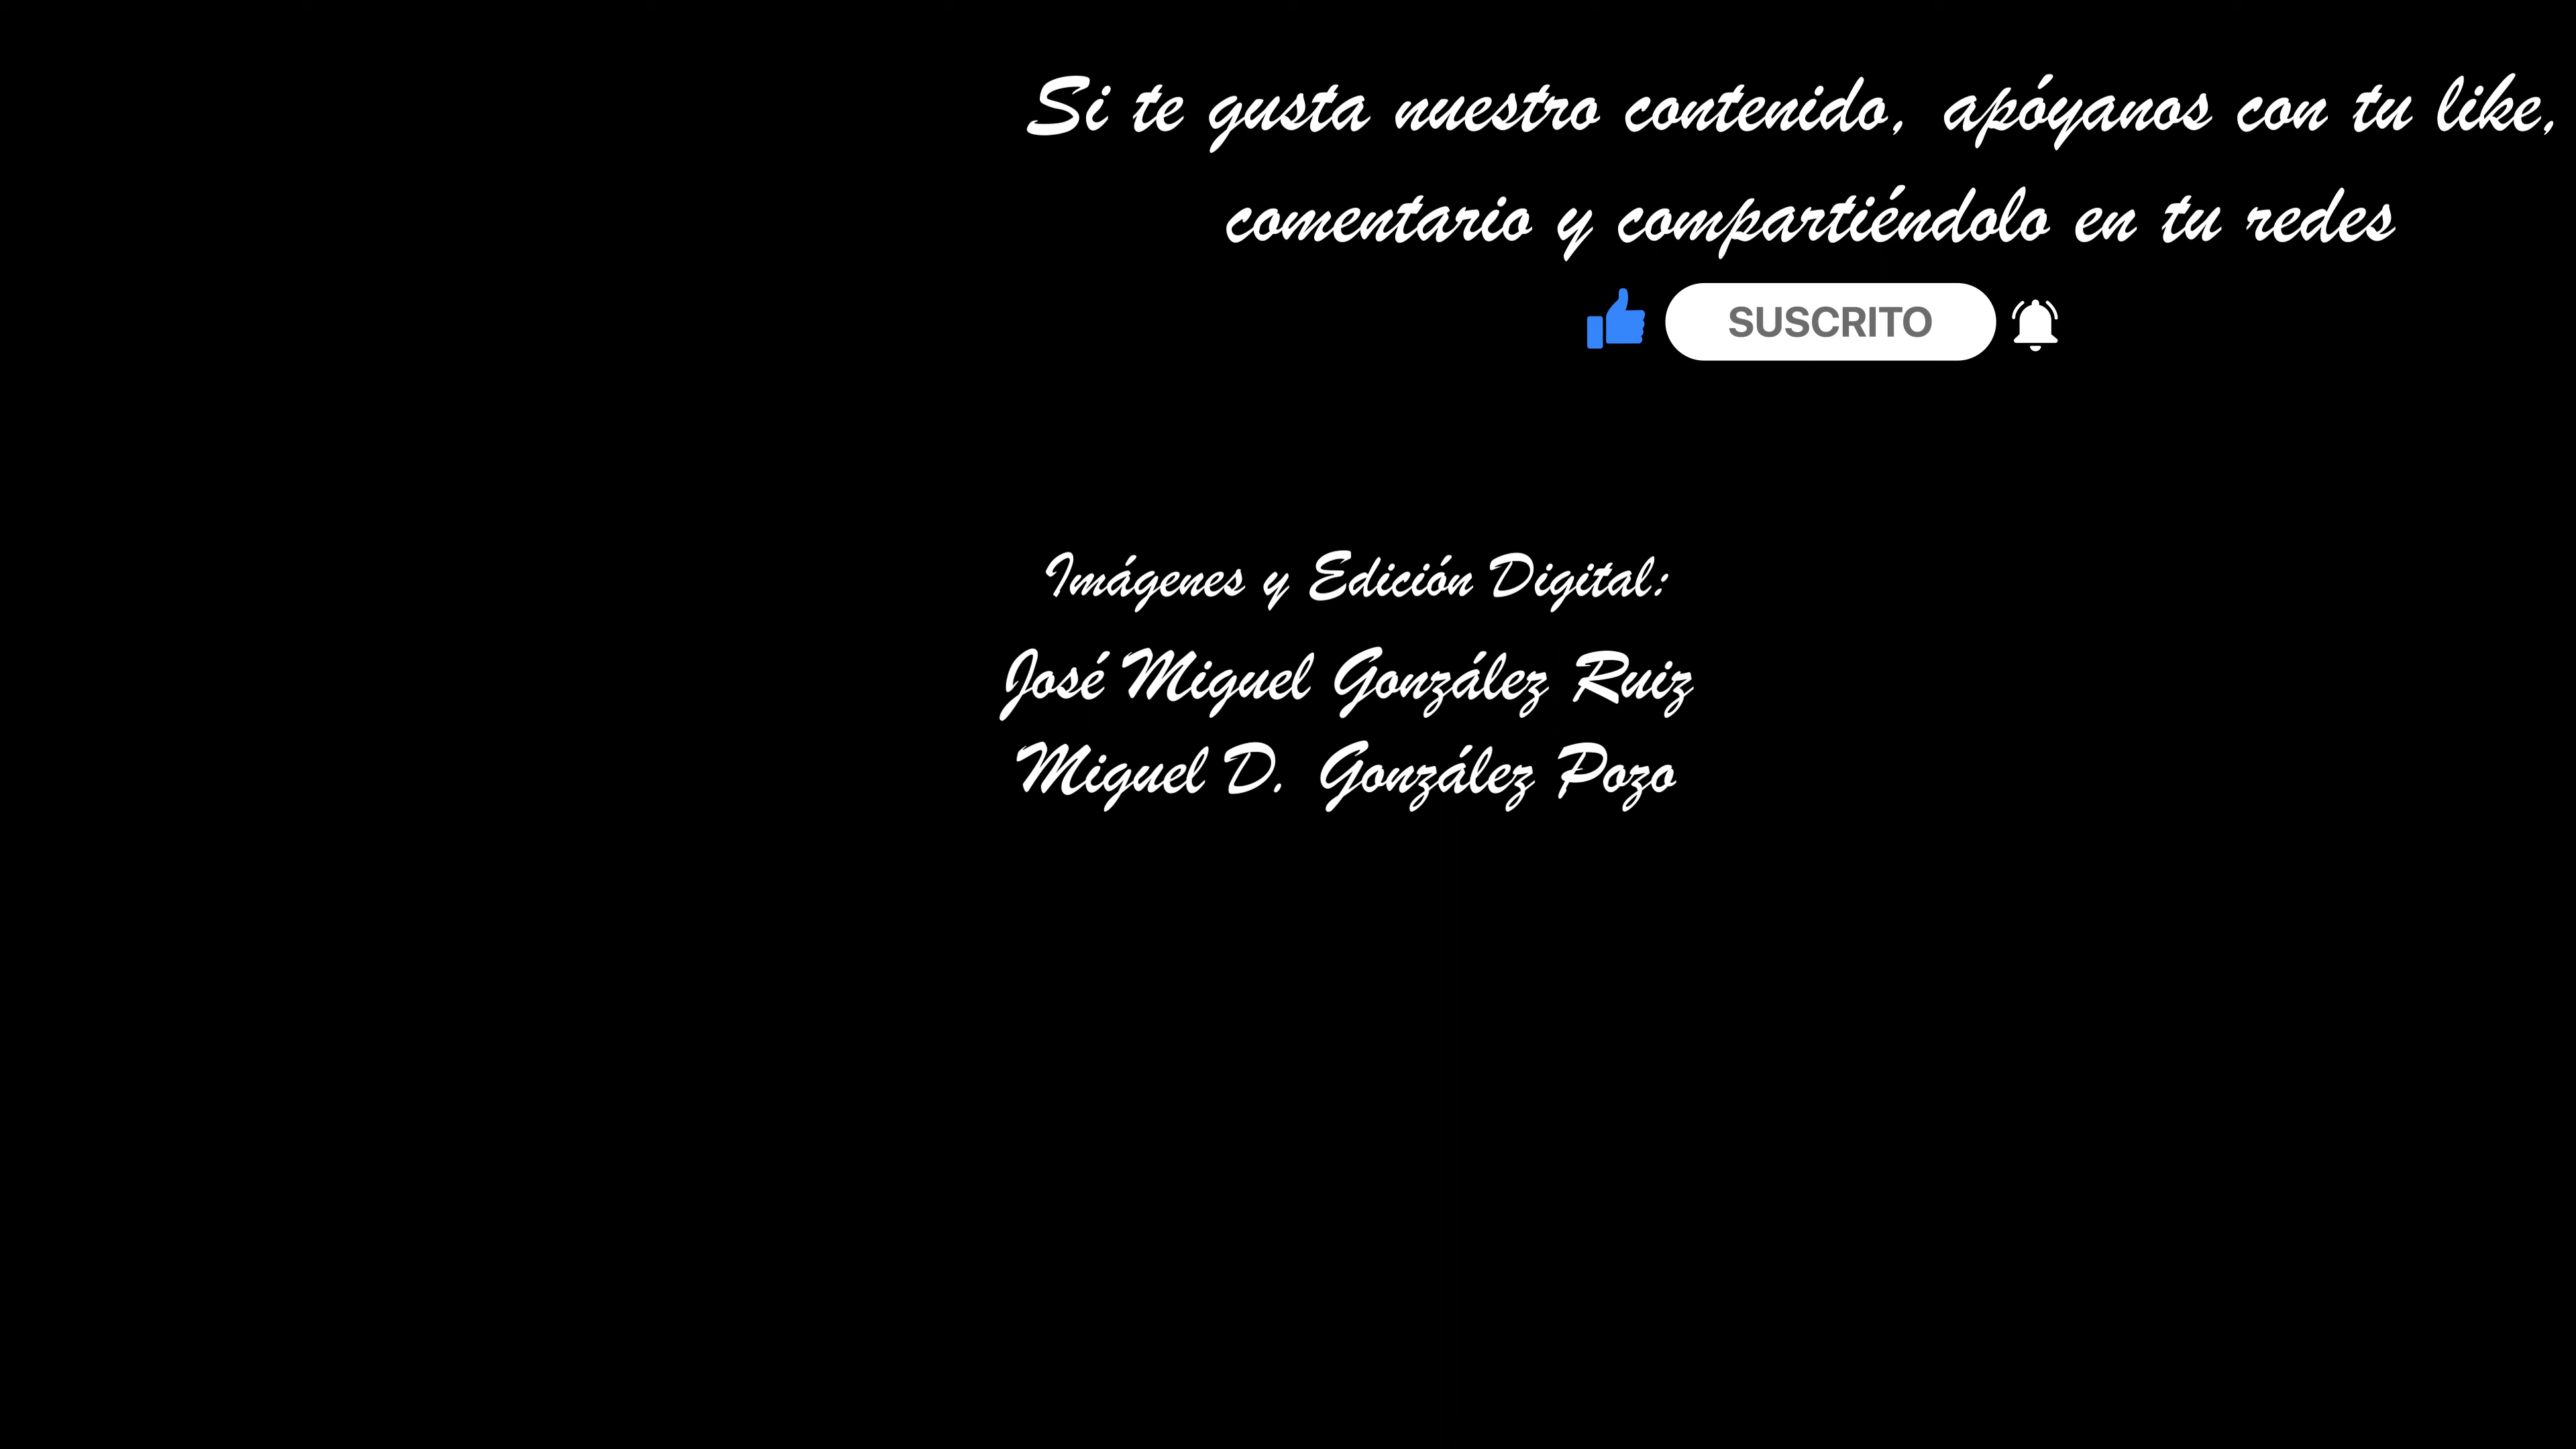 Si te gusta nuestro contenido, apóyanos con tu like,
comentario y compartiéndolo en tu redes
SUSCRITO
Imágenes y Edición Digital:
José Miguel González Ruiz
Miguel D. González Pozo